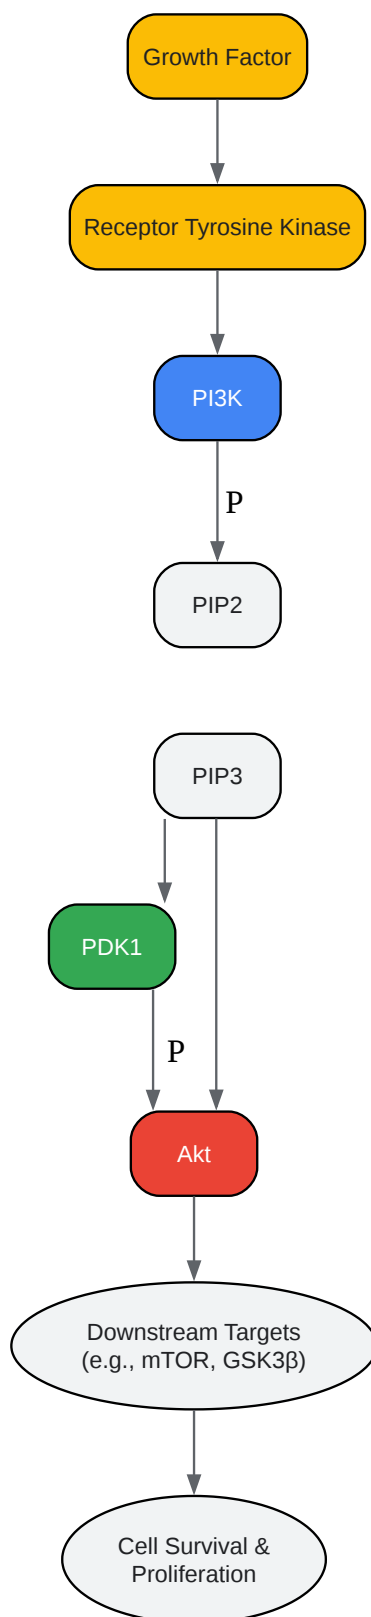 Growth Factor
Receptor Tyrosine Kinase
PI3K
P
PIP2
PIP3
PDK1
P
Akt
Downstream Targets
(e.g., mTOR, GSK3β)
Cell Survival &
Proliferation